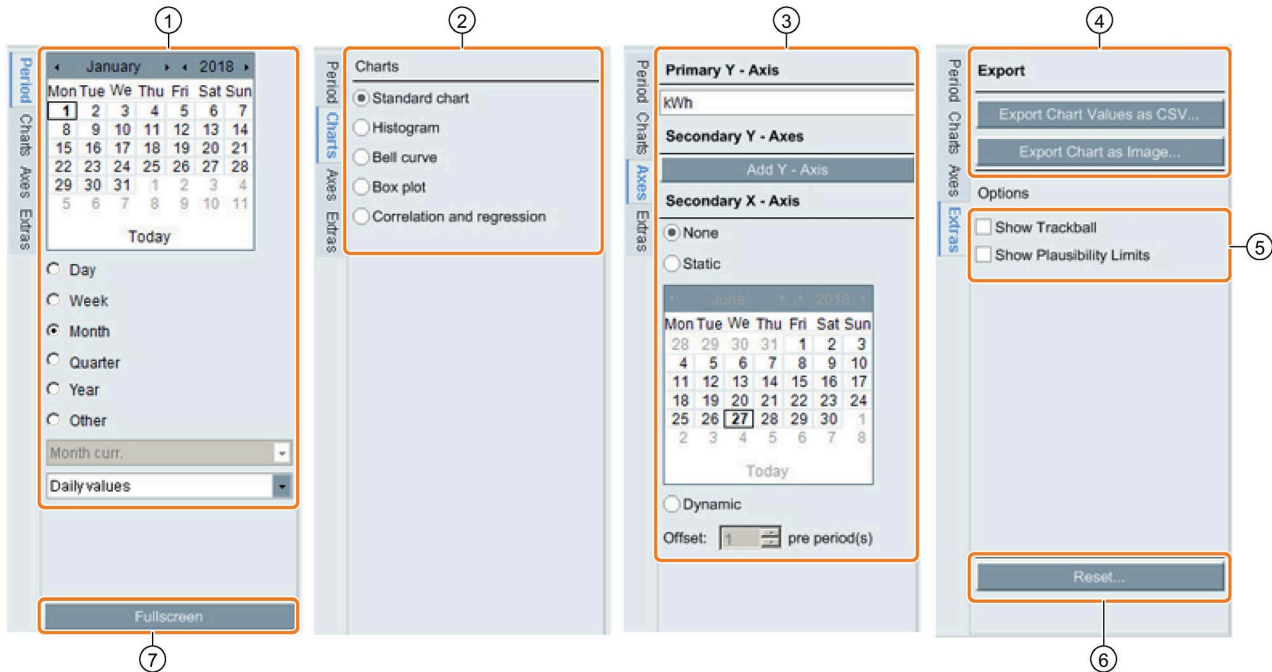 1
2
3
4
Period
Charts
Axes
Extras
January 2018
Mon Tue We Thu Fri Sat Sun
1 2 3 4 5 6 7
8 9 10 11 12 13 14
15 16 17 18 19 20 21
22 23 24 25 26 27 28
29 30 31 1 2 3 4
5 6 7 8 9 10 11
Today
Day
Week
Month
Quarter
Year
Other
Month curr.
Daily values
Fullscreen
7
Period
Charts
Axes
Extras
Charts
Standard chart
Histogram
Bell curve
Box plot
Correlation and regression
Period
Charts
Axes
Extras
Primary Y - Axis
kWh
Secondary Y - Axes
Add Y - Axis
Secondary X - Axis
None
Static
June 2018
Mon Tue We Thu Fri Sat Sun
28 29 30 31 1 2 3
4 5 6 7 8 9 10
11 12 13 14 15 16 17
18 19 20 21 22 23 24
25 26 27 28 29 30 1
2 3 4 5 6 7 8
Today
Dynamic
Offset: 1 pre period(s)
Period
Charts
Axes
Extras
Export
Export Chart Values as CSV...
Export Chart as Image...
Options
Show Trackball
Show Plausibility Limits
5
Reset...
6